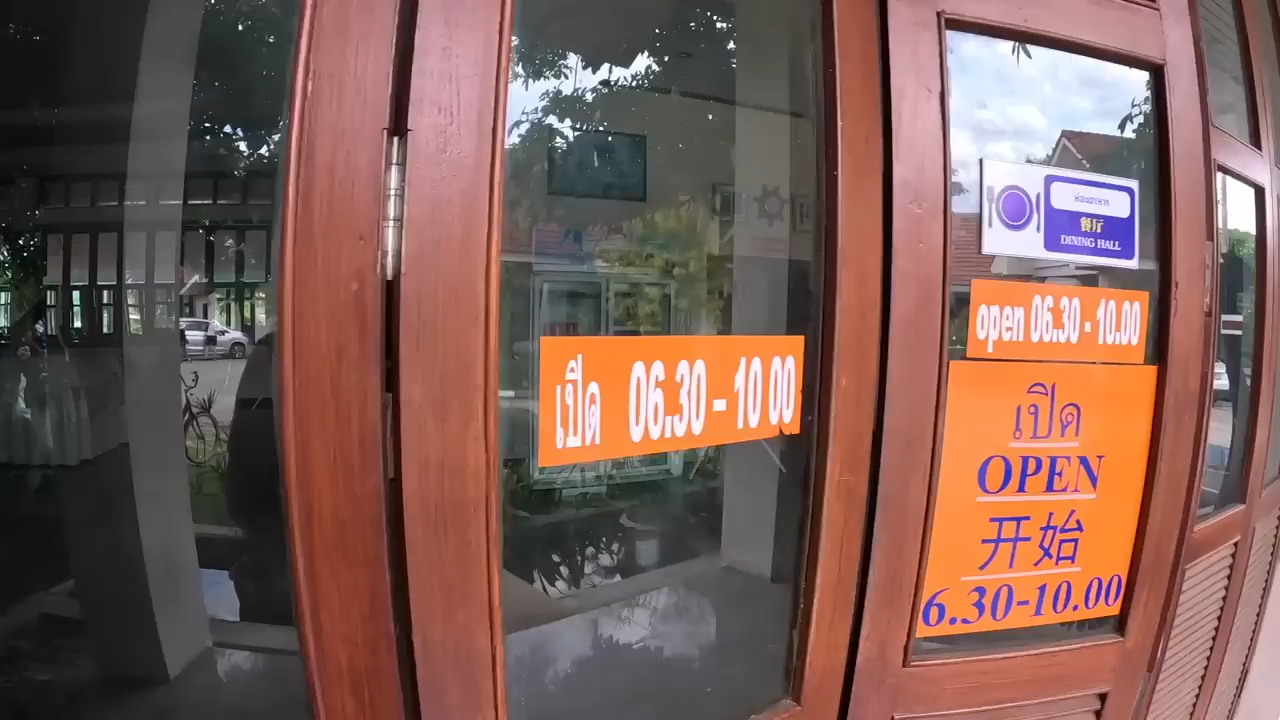 เปิด 06.30 - 10 00
ห้องอาหาร
餐厅
DINING HALL
open 06.30 - 10.00
เปิด
OPEN
开始
6.30-10.00